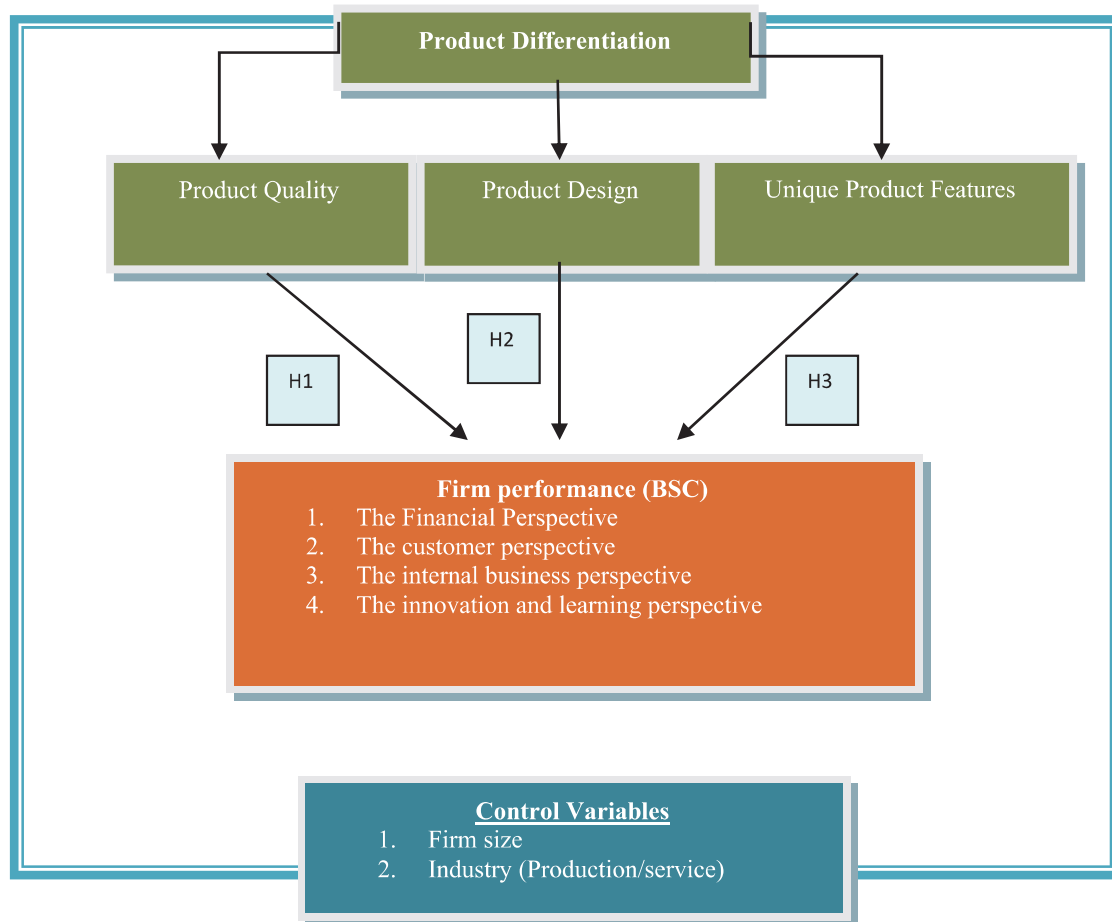 Product Differentiation
Product Quality
Product Design
Unique Product Features
H1
H2
H3
Firm performance (BSC)
1. The Financial Perspective
2. The customer perspective
3. The internal business perspective
4. The innovation and learning perspective
Control Variables
1. Firm size
2. Industry (Production/service)